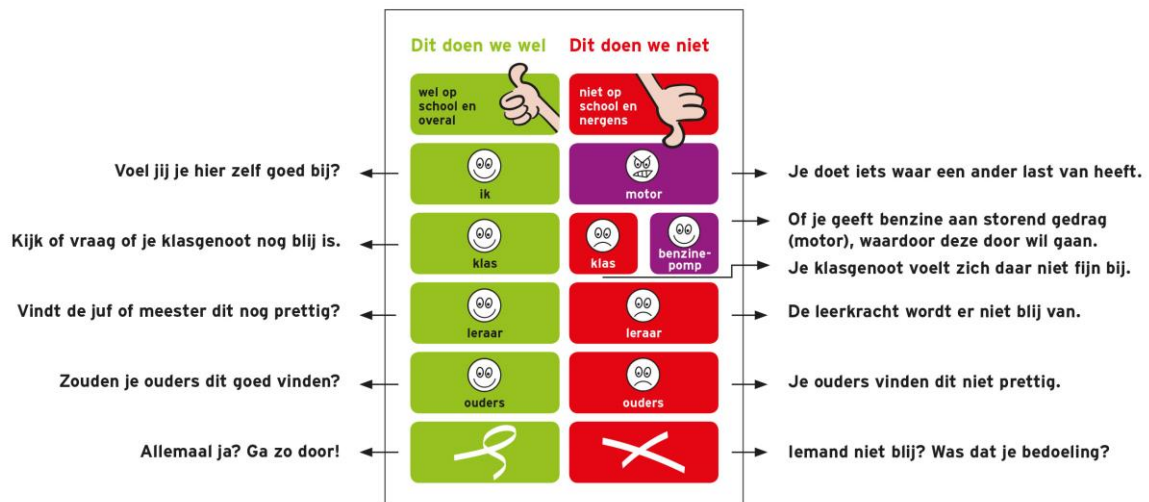 Dit doen we wel
Dit doen we niet
wel op
school en
overal
niet op
school en
nergens
Voel jij je hier zelf goed bij?
ik
motor
Je doet iets waar een ander last van heeft.
Kijk of vraag of je klasgenoot nog blij is.
klas
klas
benzine-
pomp
Of je geeft benzine aan storend gedrag
(motor), waardoor deze door wil gaan.
Je klasgenoot voelt zich daar niet fijn bij.
Vindt de juf of meester dit nog prettig?
leraar
leraar
De leerkracht wordt er niet blij van.
Zouden je ouders dit goed vinden?
ouders
ouders
Je ouders vinden dit niet prettig.
Allemaal ja? Ga zo door!
Iemand niet blij? Was dat je bedoeling?